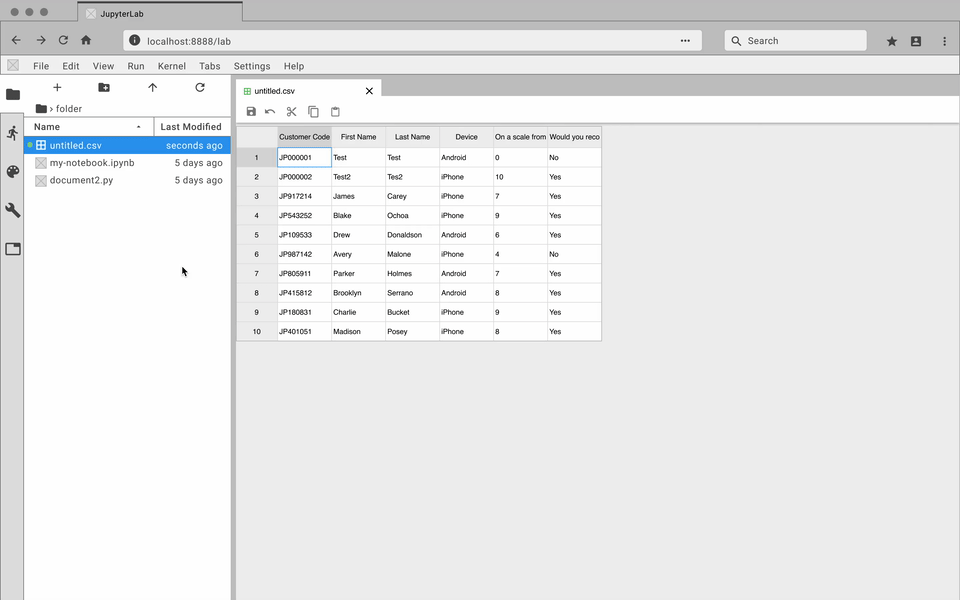 JupyterLab
localhost:8888/lab
Search
File Edit View Run Kernel Tabs Settings Help
untitled.csv
› folder
Name Last Modified
untitled.csv seconds ago
my-notebook.ipynb 5 days ago
document2.py 5 days ago
Customer Code First Name Last Name Device On a scale from Would you reco
1 JP000001 Test Test Android 0 No
2 JP000002 Test2 Tes2 iPhone 10 Yes
3 JP917214 James Carey iPhone 7 Yes
4 JP543252 Blake Ochoa iPhone 9 Yes
5 JP109533 Drew Donaldson Android 6 Yes
6 JP987142 Avery Malone iPhone 4 No
7 JP805911 Parker Holmes Android 7 Yes
8 JP415812 Brooklyn Serrano Android 8 Yes
9 JP180831 Charlie Bucket iPhone 9 Yes
10 JP401051 Madison Posey iPhone 8 Yes